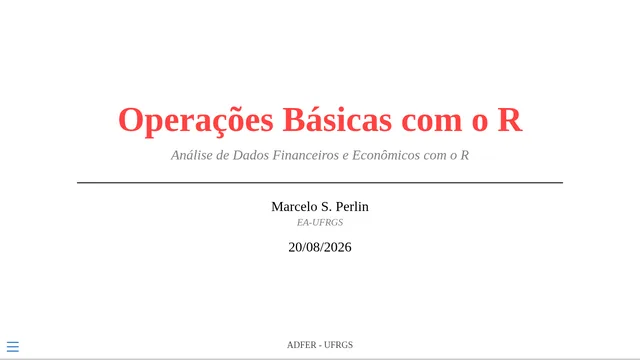 Operações Básicas com o R
Análise de Dados Financeiros e Econômicos com o R
Marcelo S. Perlin
EA-UFRGS
20/08/2026
ADFER - UFRGS